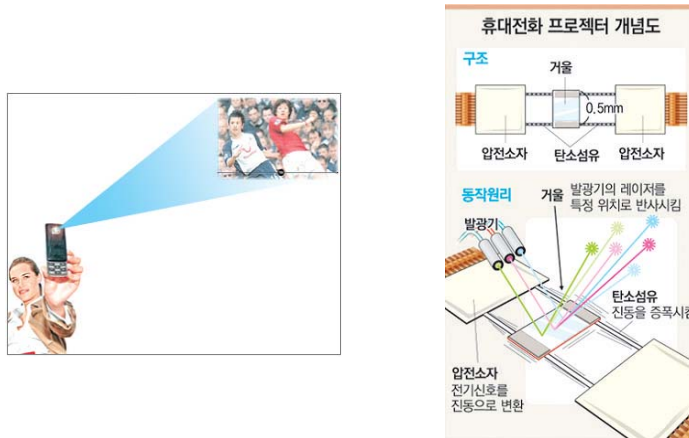 휴대전화 프로젝터 개념도
구조
거울
0.5mm
압전소자
탄소섬유
압전소자
동작원리
거울
발광기의 레이저를
특정 위치로 반사시킴
발광기
탄소섬유
진동을 증폭시킴
압전소자
전기신호를
진동으로 변환